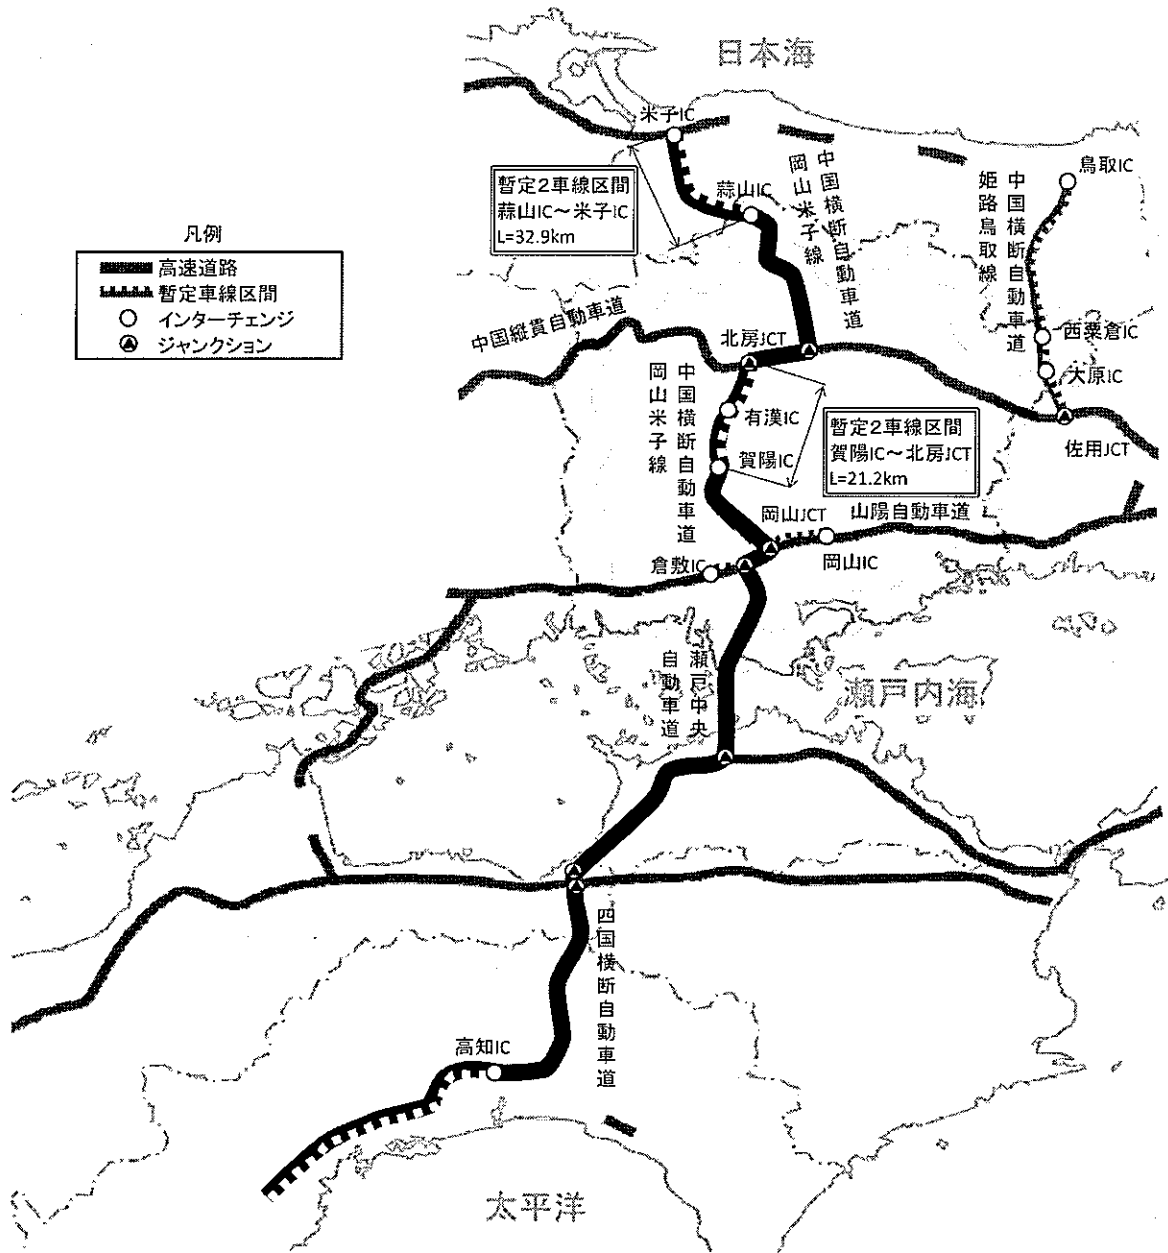 日本海
米子IC
鳥取IC
中国横断自動車道
岡山米子線
中国横断自動車道
姫路鳥取線
暫定2車線区間
蒜山IC～米子IC
L=32.9km
蒜山IC
凡例
高速道路
暫定車線区間
インターチェンジ
ジャンクション
中国縦貫自動車道
北房JCT
西粟倉IC
大原IC
佐用JCT
中国横断自動車道
岡山米子線
有漢IC
賀陽IC
暫定2車線区間
賀陽IC～北房JCT
L=21.2km
岡山JCT
山陽自動車道
倉敷IC
岡山IC
瀬戸中央
自動車道
瀬戸内海
四国横断自動車道
高知IC
太平洋